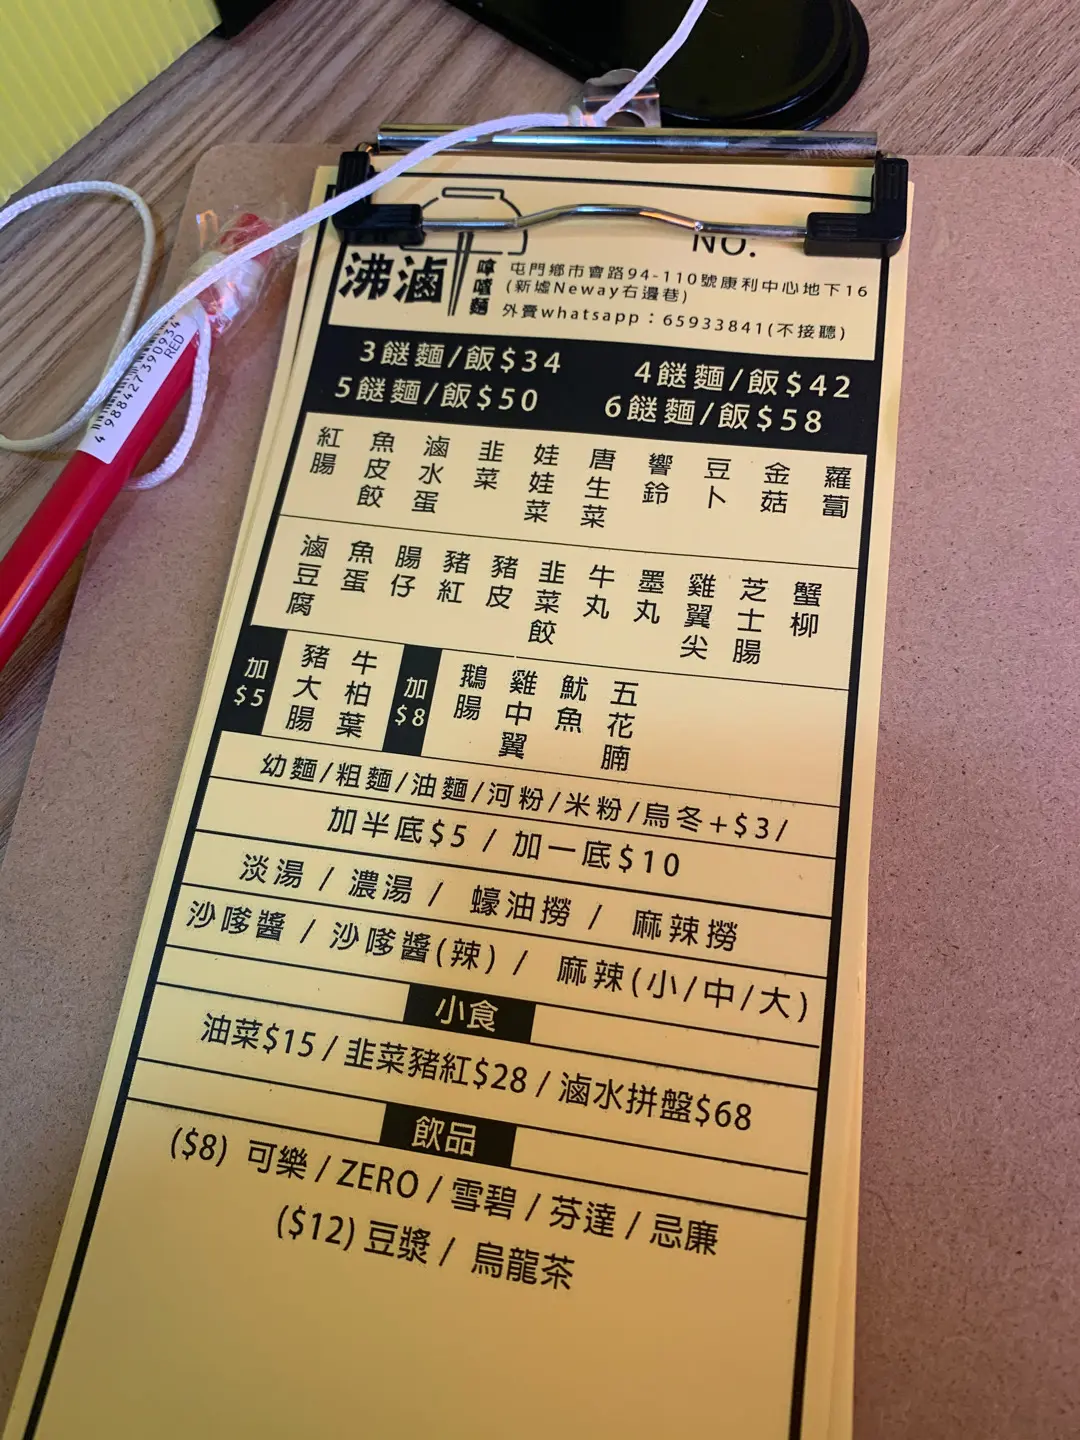 NO.
沸滷
嘚嗱麵
屯門鄉市會路94-110號康利中心地下16
(新墟Neway右邊巷)
外賣whatsapp：65933841(不接聽)
3餸麵/飯$34
4餸麵/飯$42
5餸麵/飯$50
6餸麵/飯$58
紅腸 魚皮餃 滷水蛋 韭菜 娃娃菜 唐生菜 響鈴 豆卜 金菇 蘿蔔
滷豆腐 魚蛋 腸仔 豬紅 豬皮 韭菜餃 牛丸 墨丸 雞翼尖 芝士腸 蟹柳
加$5 豬大腸 牛柏葉 加$8 鵝腸 雞中翼 魷魚 五花腩
幼麵/粗麵/油麵/河粉/米粉/烏冬+$3/
加半底$5 / 加一底$10
淡湯 / 濃湯 / 蠔油撈 / 麻辣撈
沙嗲醬 / 沙嗲醬(辣) / 麻辣(小/中/大)
小食
油菜$15 / 韭菜豬紅$28 / 滷水拼盤$68
飲品
($8) 可樂 / ZERO / 雪碧 / 芬達 / 忌廉
($12) 豆漿 / 烏龍茶
4 988427 390934
RED